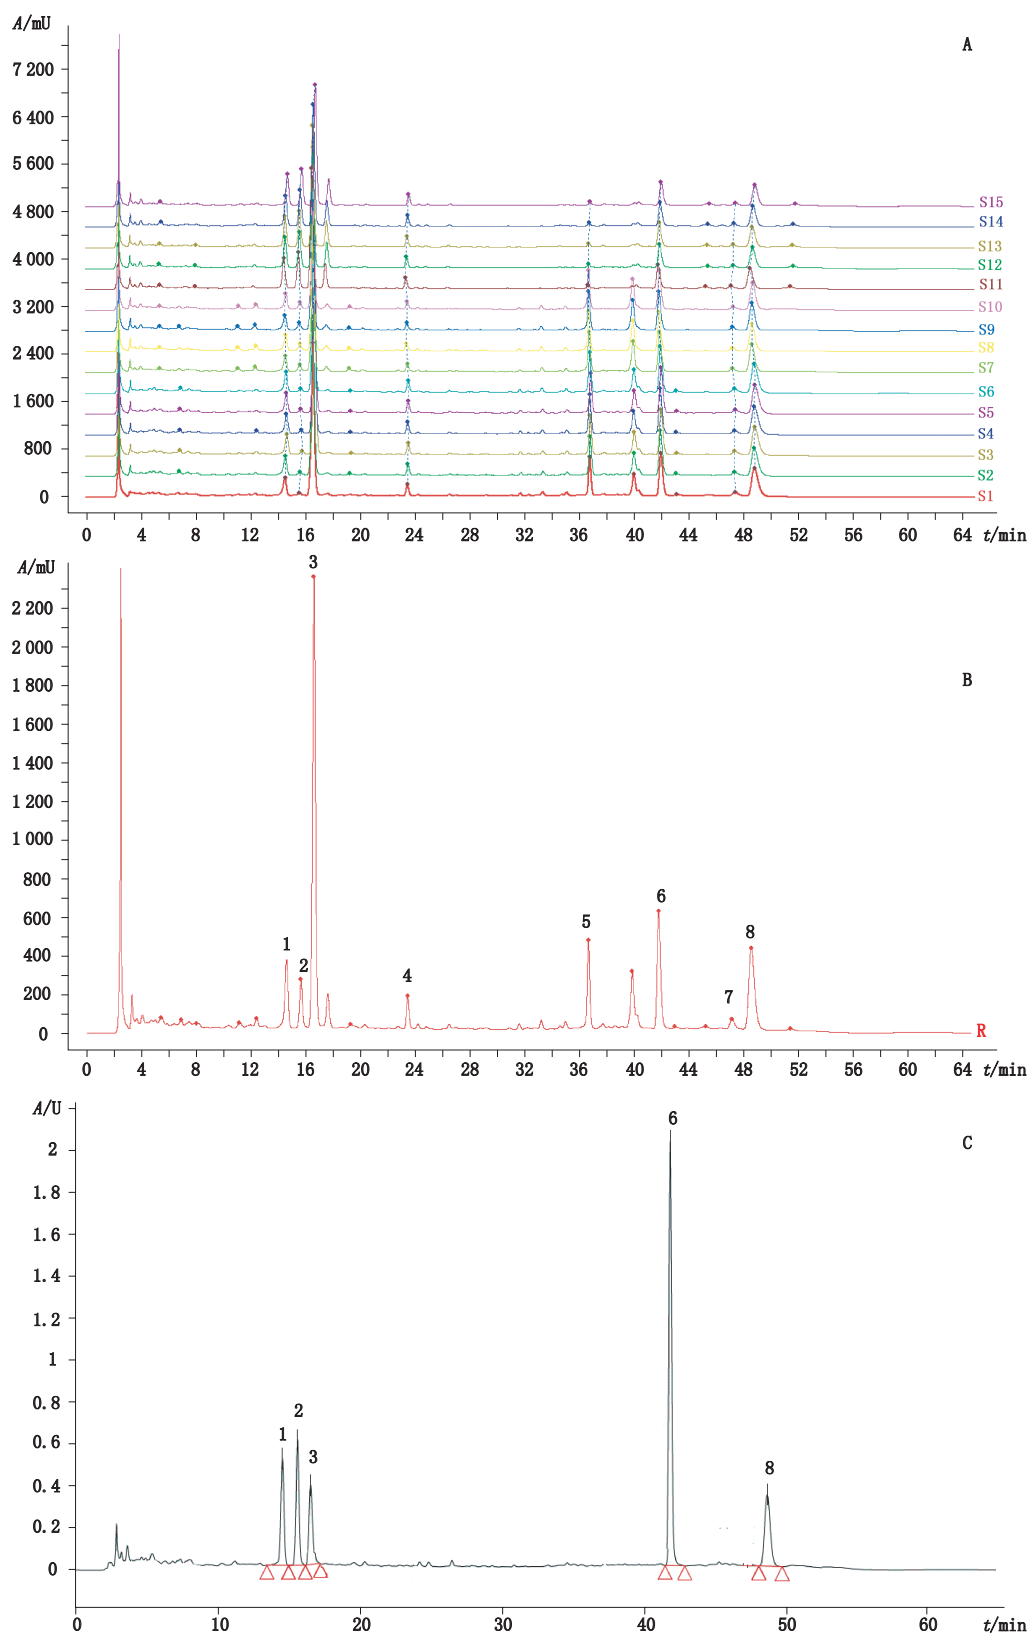 A/mU
A
7 200
6 400
5 600
4 800
4 000
3 200
2 400
1 600
800
0
S15
S14
S13
S12
S11
S10
S9
S8
S7
S6
S5
S4
S3
S2
S1
0 4 8 12 16 20 24 28 32 36 40 44 48 52 56 60 64 t/min
A/mU
B
2 200
2 000
1 800
1 600
1 400
1 200
1 000
800
600
400
200
0
1 2 3 4 5 6 7 8
R
0 4 8 12 16 20 24 28 32 36 40 44 48 52 56 60 64 t/min
A/U
C
2
1.8
1.6
1.4
1.2
1
0.8
0.6
0.4
0.2
0
1 2 3 6 8
0 10 20 30 40 50 60 t/min